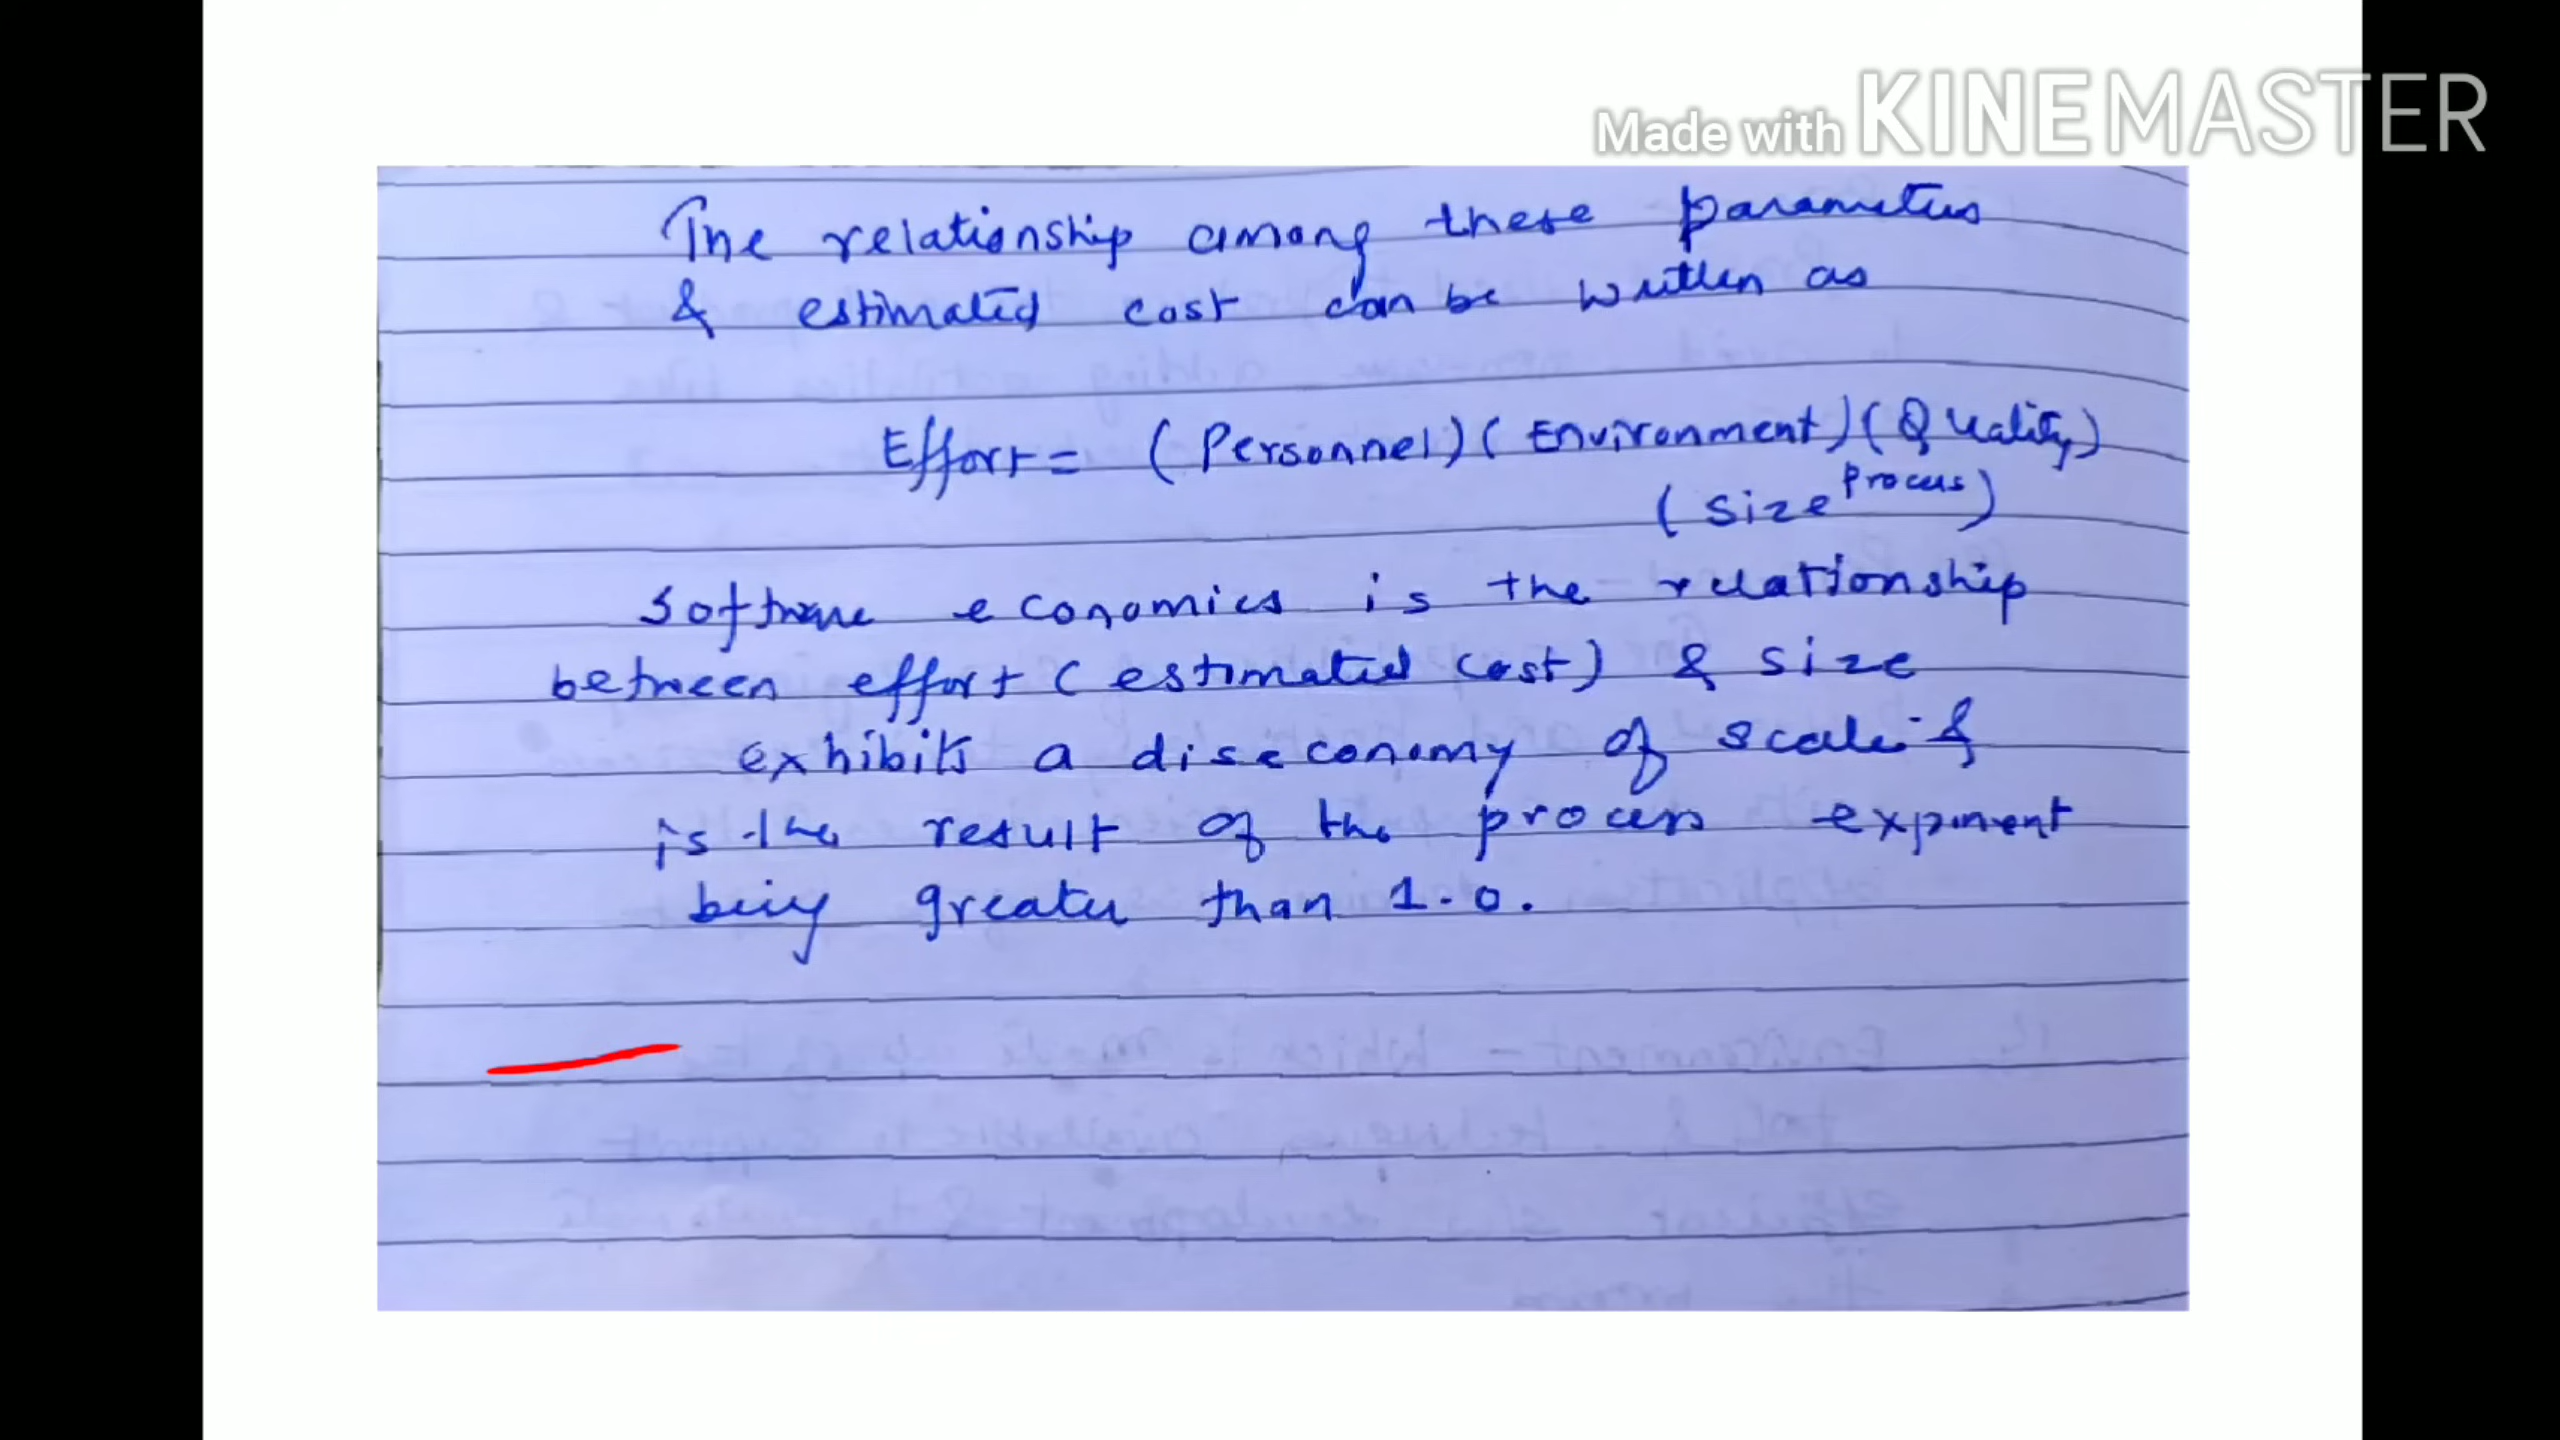 Made with KINEMASTER
The relationship among these parameters
& estimated cost can be written as
Effort = (Personnel) (Environment) (Quality)
(Size^Process)
Software economics is the relationship
between effort (estimated cost) & size
exhibits a diseconomy of scale &
is the result of the process exponent
being greater than 1.0.